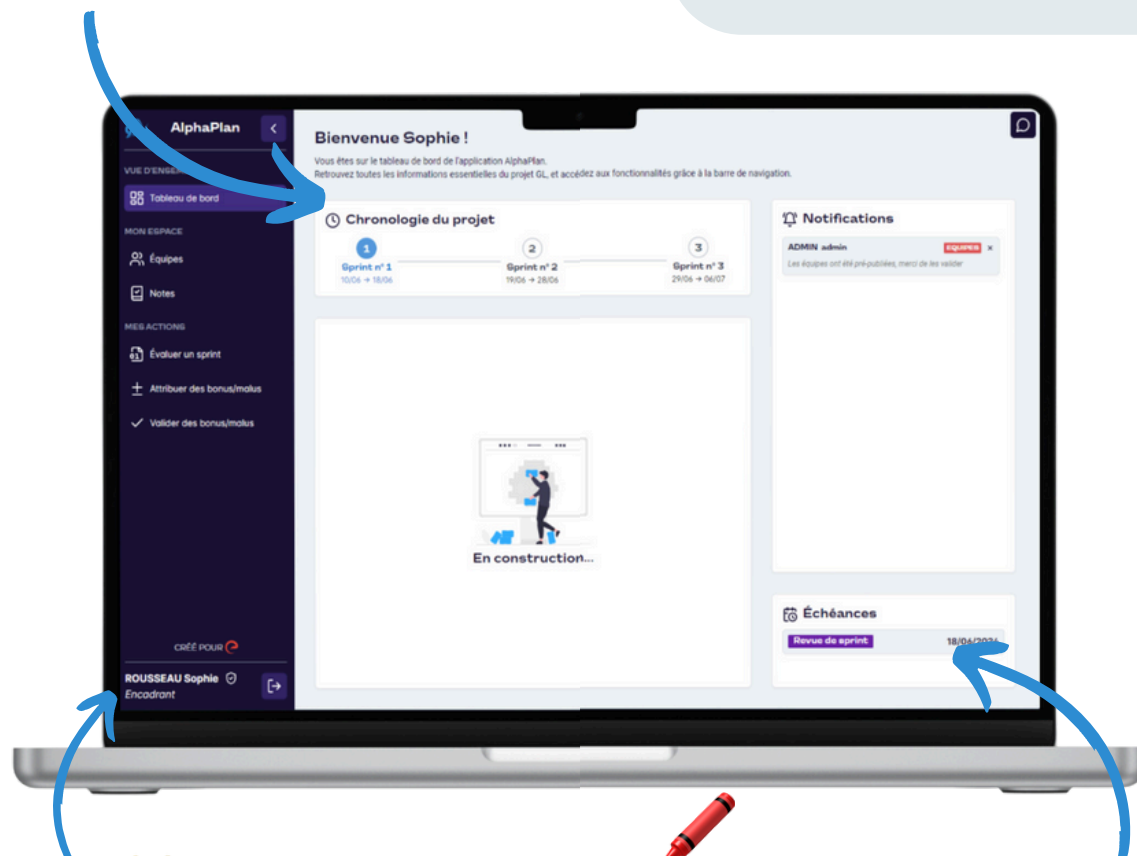 AlphaPlan
VUE D'ENSE
Tableau de bord
MON ESPACE
Équipes
Notes
MES ACTIONS
Évaluer un sprint
Attribuer des bonus/malus
Valider des bonus/malus
CRÉÉ POUR
ROUSSEAU Sophie
Encadrant
Bienvenue Sophie !
Vous êtes sur le tableau de bord de l'application AlphaPlan.
Retrouvez toutes les informations essentielles du projet GL, et accédez aux fonctionnalités grâce à la barre de navigation.
Chronologie du projet
1
Sprint n° 1
10/06 → 18/06
2
Sprint n° 2
19/06 → 28/06
3
Sprint n° 3
29/06 → 06/07
En construction...
Notifications
ADMIN admin
EQUIPES ×
Les équipes ont été pré-publiées, merci de les valider
Échéances
Revue de sprint
18/06/2024